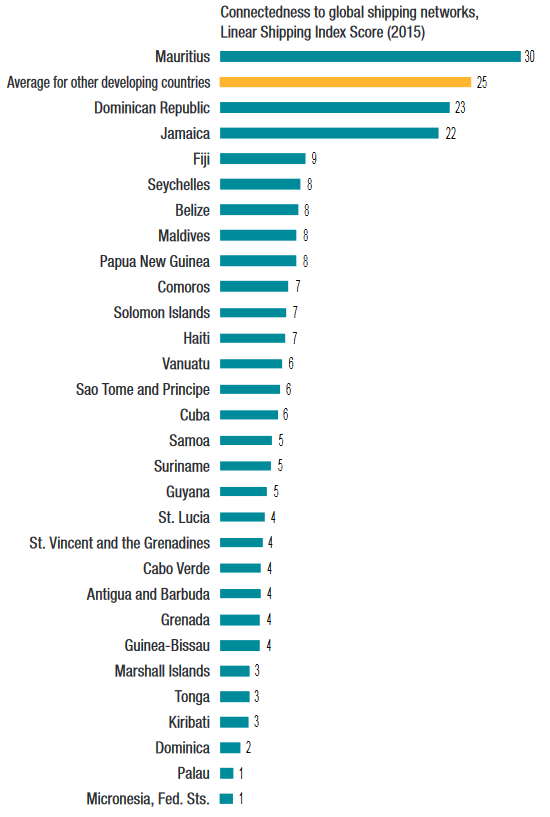 Connectedness to global shipping networks,
Linear Shipping Index Score (2015)
Mauritius 30
Average for other developing countries 25
Dominican Republic 23
Jamaica 22
Fiji 9
Seychelles 8
Belize 8
Maldives 8
Papua New Guinea 8
Comoros 7
Solomon Islands 7
Haiti 7
Vanuatu 6
Sao Tome and Principe 6
Cuba 6
Samoa 5
Suriname 5
Guyana 5
St. Lucia 4
St. Vincent and the Grenadines 4
Cabo Verde 4
Antigua and Barbuda 4
Grenada 4
Guinea-Bissau 4
Marshall Islands 3
Tonga 3
Kiribati 3
Dominica 2
Palau 1
Micronesia, Fed. Sts. 1